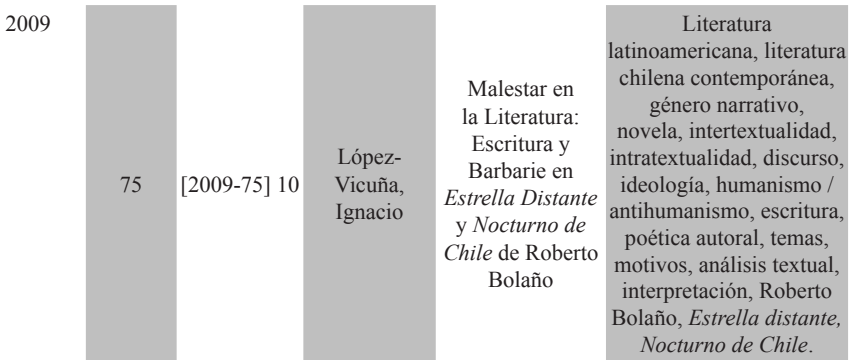 2009
75
[2009-75] 10
López-
Vicuña,
Ignacio
Malestar en
la Literatura:
Escritura y
Barbarie en
Estrella Distante
y Nocturno de
Chile de Roberto
Bolaño
Literatura
latinoamericana, literatura
chilena contemporánea,
género narrativo,
novela, intertextualidad,
intratextualidad, discurso,
ideología, humanismo /
antihumanismo, escritura,
poética autoral, temas,
motivos, análisis textual,
interpretación, Roberto
Bolaño, Estrella distante,
Nocturno de Chile.